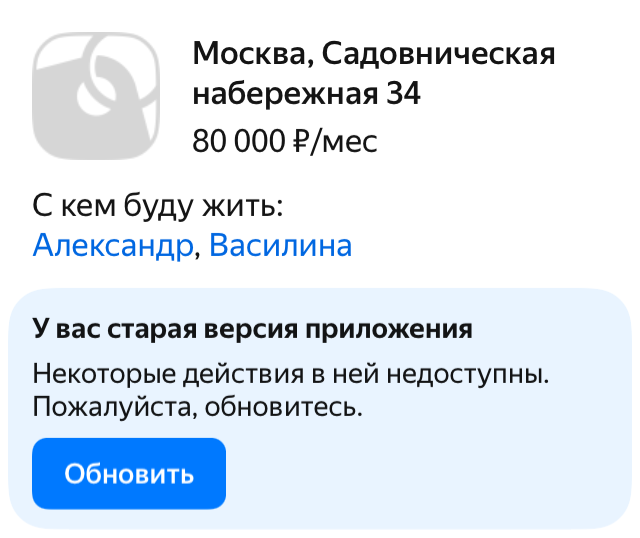 Москва, Садовническая
набережная 34
80 000 ₽/мес
С кем буду жить:
Александр, Василина
У вас старая версия приложения
Некоторые действия в ней недоступны.
Пожалуйста, обновитесь.
Обновить